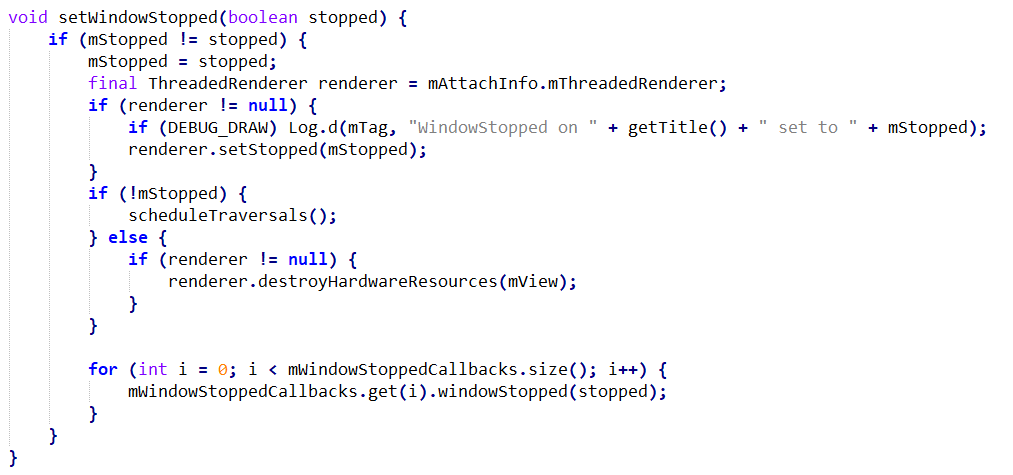 void setWindowStopped(boolean stopped) {
    if (mStopped != stopped) {
        mStopped = stopped;
        final ThreadedRenderer renderer = mAttachInfo.mThreadedRenderer;
        if (renderer != null) {
            if (DEBUG_DRAW) Log.d(mTag, "WindowStopped on " + getTitle() + " set to " + mStopped);
            renderer.setStopped(mStopped);
        }
        if (!mStopped) {
            scheduleTraversals();
        } else {
            if (renderer != null) {
                renderer.destroyHardwareResources(mView);
            }
        }

        for (int i = 0; i < mWindowStoppedCallbacks.size(); i++) {
            mWindowStoppedCallbacks.get(i).windowStopped(stopped);
        }
    }
}